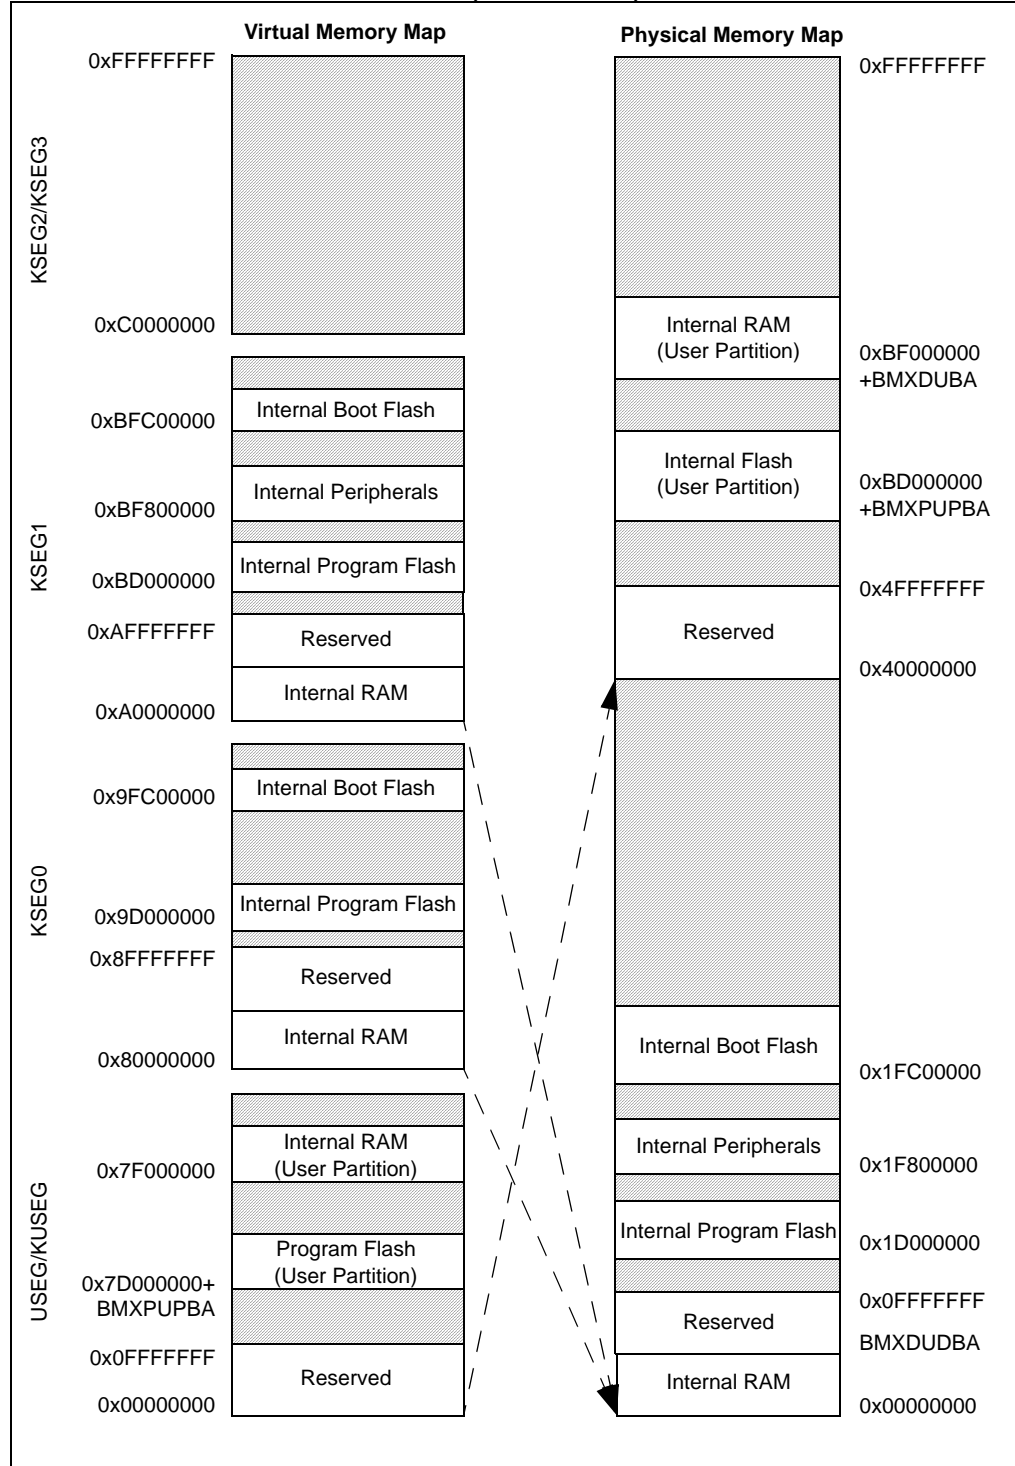 Virtual Memory Map
0xFFFFFFFF
KSEG2/KSEG3
0xC0000000
Internal Boot Flash
0xBFC00000
Internal Peripherals
0xBF800000
KSEG1
Internal Program Flash
0xBD000000
0xAFFFFFFF
Reserved
Internal RAM
0xA0000000
Internal Boot Flash
0x9FC00000
KSEG0
Internal Program Flash
0x9D000000
0x8FFFFFFF
Reserved
Internal RAM
0x80000000
Internal RAM
(User Partition)
0x7F000000
USEG/KUSEG
Program Flash
(User Partition)
0x7D000000+
BMXPUPBA
0x0FFFFFFF
Reserved
0x00000000
Physical Memory Map
0xFFFFFFFF
Internal RAM
(User Partition)
0xBF000000
+BMXDUBA
Internal Flash
(User Partition)
0xBD000000
+BMXPUPBA
0x4FFFFFFF
Reserved
0x40000000
Internal Boot Flash
0x1FC00000
Internal Peripherals
0x1F800000
Internal Program Flash
0x1D000000
0x0FFFFFFF
Reserved
BMXDUDBA
Internal RAM
0x00000000